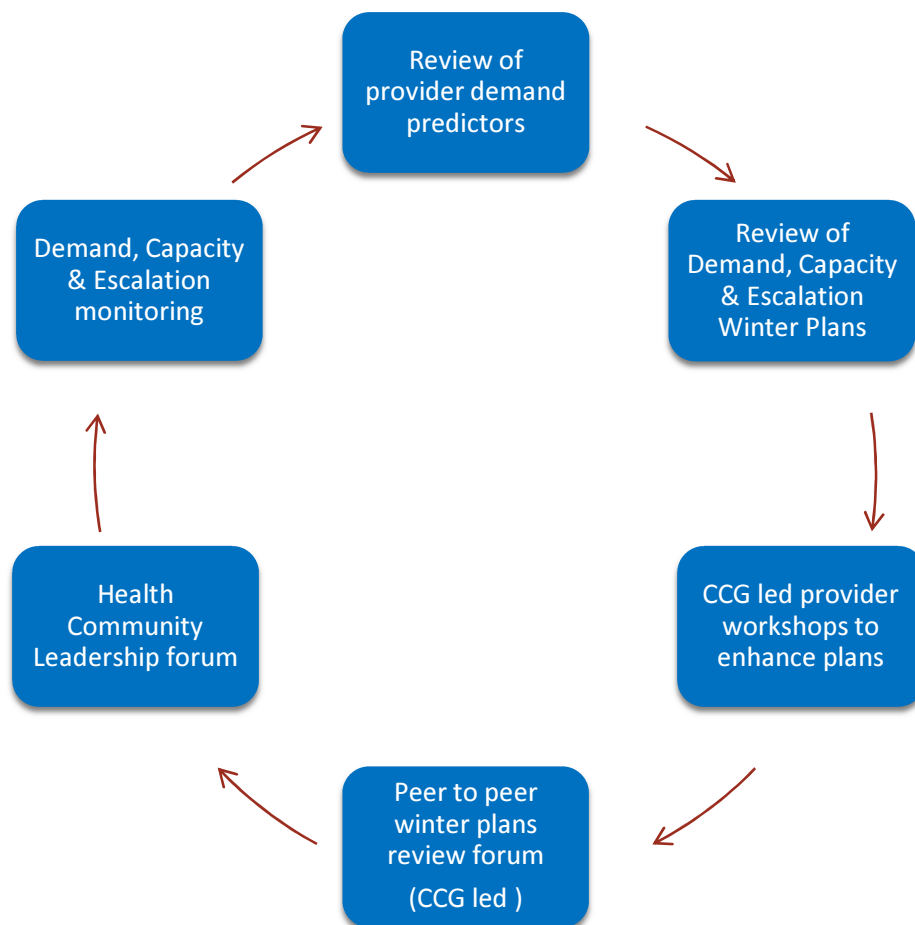 Review of
provider demand
predictors
Review of
Demand, Capacity
& Escalation
Winter Plans
CCG led provider
workshops to
enhance plans
Peer to peer
winter plans
review forum
(CCG led )
Health
Community
Leadership forum
Demand, Capacity
& Escalation
monitoring